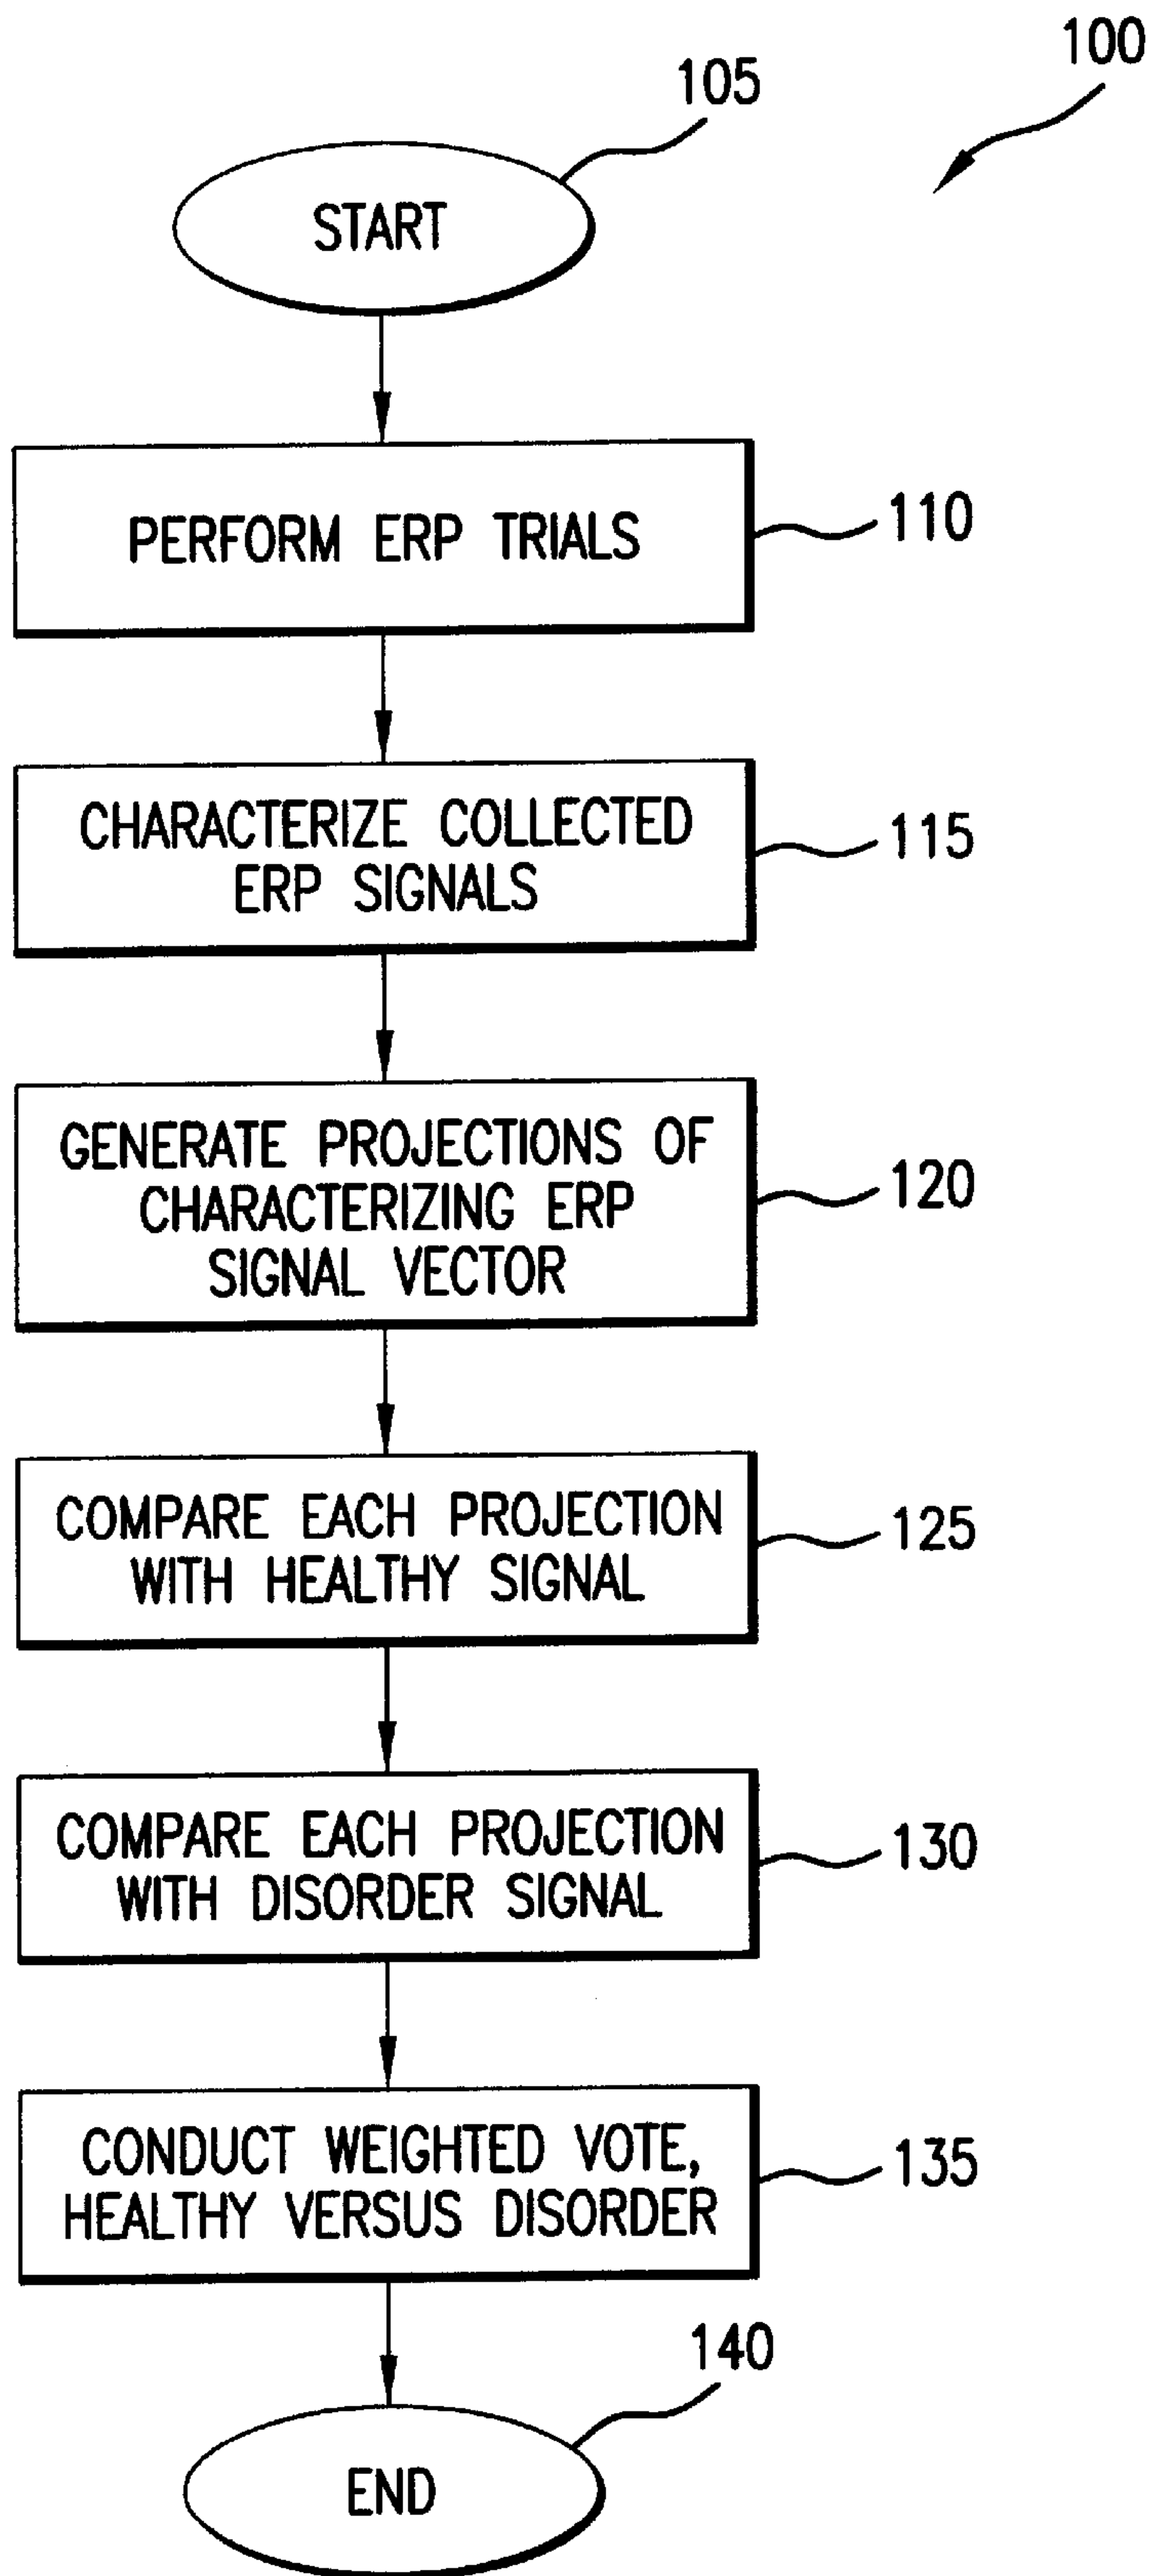 100
105
START
PERFORM ERP TRIALS
110
CHARACTERIZE COLLECTED
ERP SIGNALS
115
GENERATE PROJECTIONS OF
CHARACTERIZING ERP
SIGNAL VECTOR
120
COMPARE EACH PROJECTION
WITH HEALTHY SIGNAL
125
COMPARE EACH PROJECTION
WITH DISORDER SIGNAL
130
CONDUCT WEIGHTED VOTE,
HEALTHY VERSUS DISORDER
135
140
END